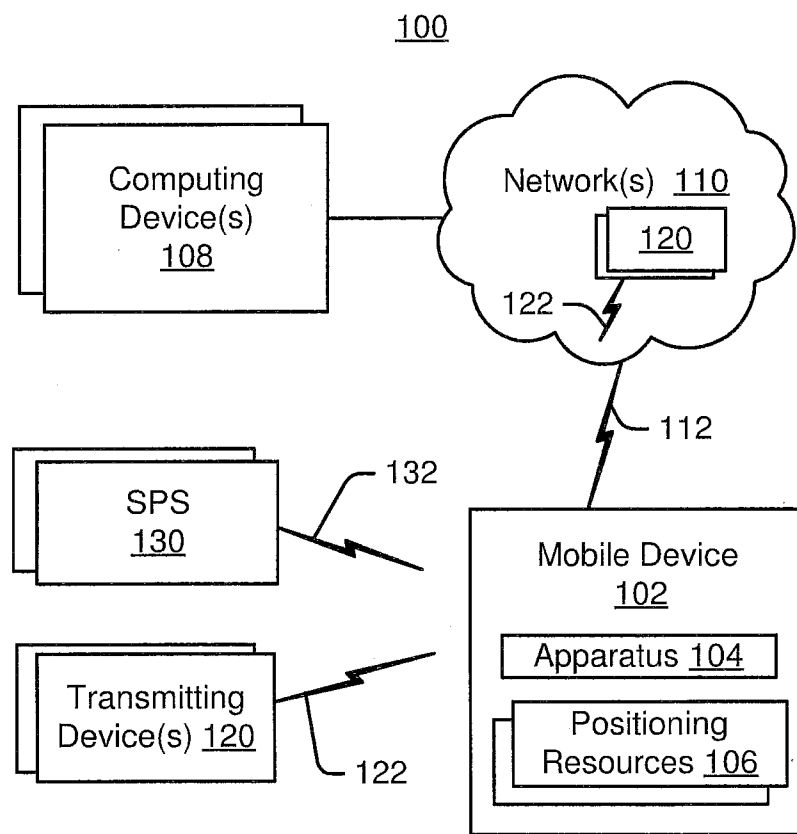 100
Computing
Device(s)
108
Network(s) 110
120
122
112
SPS
130
132
Mobile Device
102
Apparatus 104
Positioning
Resources 106
Transmitting
Device(s) 120
122